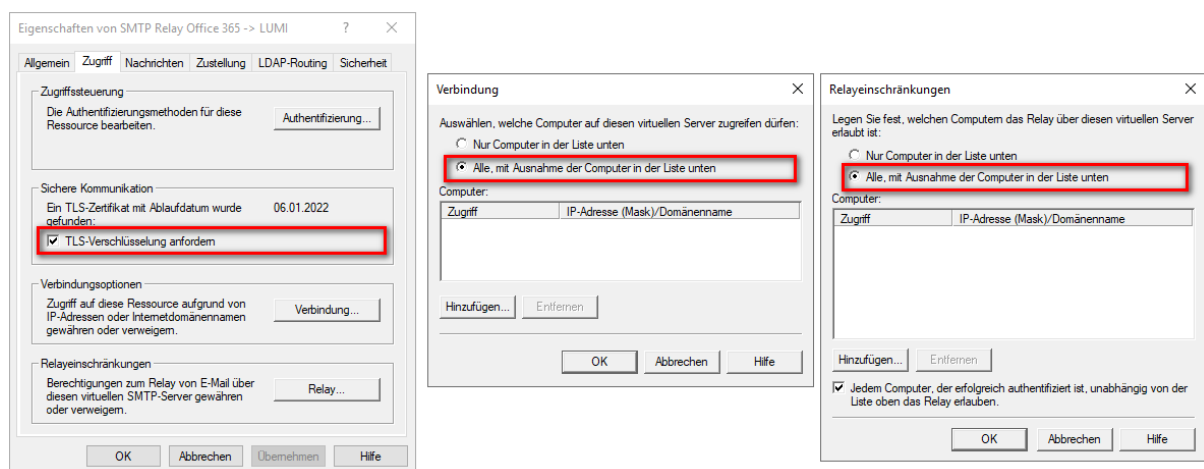 Eigenschaften von SMTP Relay Office 365 -> LUMI
Allgemein Zugriff Nachrichten Zustellung LDAP-Routing Sicherheit
Zugriffssteuerung
Die Authentifizierungsmethoden für diese
Ressource bearbeiten.
Authentifizierung...
Sichere Kommunikation
Ein TLS-Zertifikat mit Ablaufdatum wurde
gefunden:
06.01.2022
TLS-Verschlüsselung anfordern
Verbindungsoptionen
Zugriff auf diese Ressource aufgrund von
IP-Adressen oder Internetdomänennamen
gewähren oder verweigern.
Verbindung...
Relayeinschränkungen
Berechtigungen zum Relay von E-Mail über
diesen virtuellen SMTP-Server gewähren
oder verweigern.
Relay...
OK Abbrechen Übernehmen Hilfe
Verbindung
Auswählen, welche Computer auf diesen virtuellen Server zugreifen dürfen:
Nur Computer in der Liste unten
Alle, mit Ausnahme der Computer in der Liste unten
Computer:
Zugriff IP-Adresse (Mask)/Domänenname
Hinzufügen... Entfernen
OK Abbrechen Hilfe
Relayeinschränkungen
Legen Sie fest, welchen Computern das Relay über diesen virtuellen Server
erlaubt ist:
Nur Computer in der Liste unten
Alle, mit Ausnahme der Computer in der Liste unten
Computer:
Zugriff IP-Adresse (Mask)/Domänenname
Hinzufügen... Entfernen
Jedem Computer, der erfolgreich authentifiziert ist, unabhängig von der
Liste oben das Relay erlauben.
OK Abbrechen Hilfe